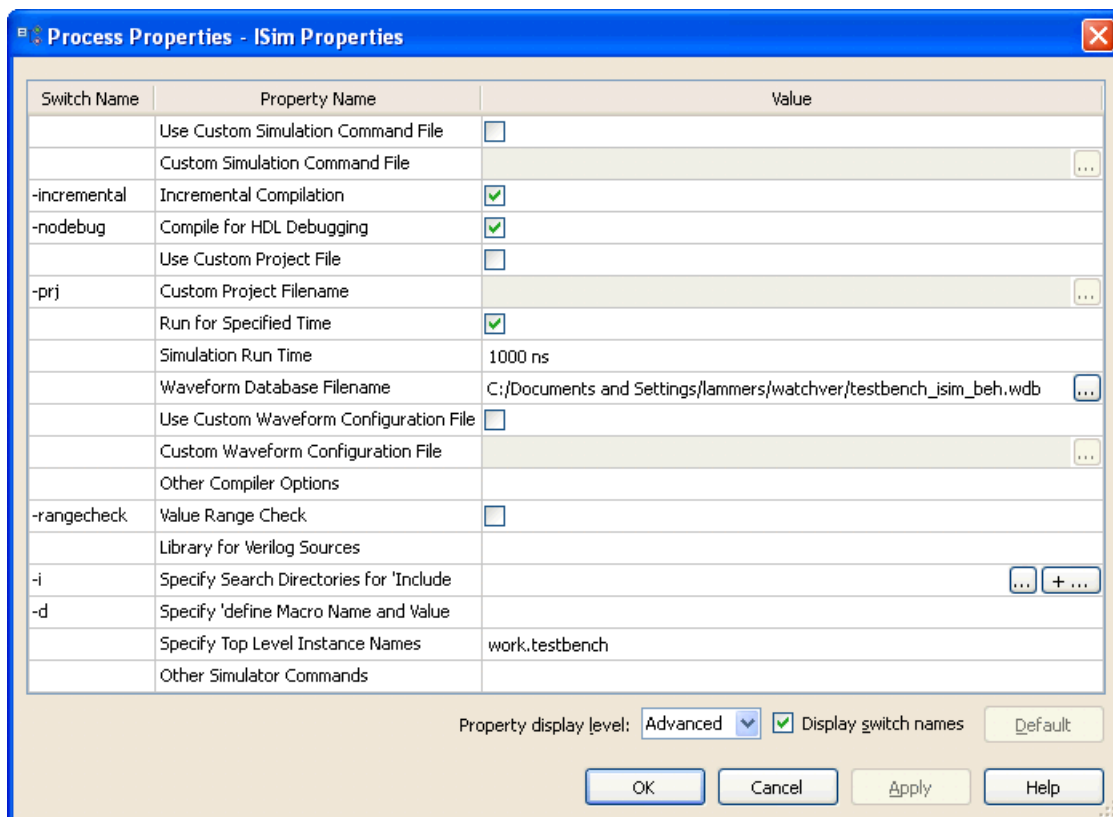 Process Properties - ISim Properties
Switch Name Property Name Value
Use Custom Simulation Command File
Custom Simulation Command File ...
-incremental Incremental Compilation
-nodebug Compile for HDL Debugging
Use Custom Project File
-prj Custom Project Filename ...
Run for Specified Time
Simulation Run Time 1000 ns
Waveform Database Filename C:/Documents and Settings/lammers/watchver/testbench_isim_beh.wdb ...
Use Custom Waveform Configuration File
Custom Waveform Configuration File ...
Other Compiler Options
-rangecheck Value Range Check
Library for Verilog Sources
-i Specify Search Directories for 'Include ... + ...
-d Specify 'define Macro Name and Value
Specify Top Level Instance Names work.testbench
Other Simulator Commands
Property display level: Advanced Display switch names Default
OK Cancel Apply Help